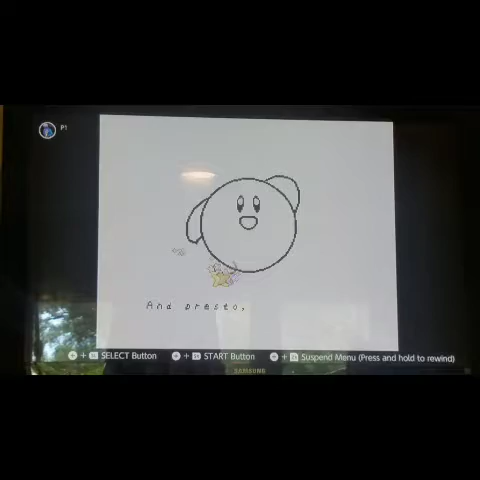 P1
And presto,
+ SELECT Button + START Button + Suspend Menu (Press and hold to rewind)
SAMSUNG